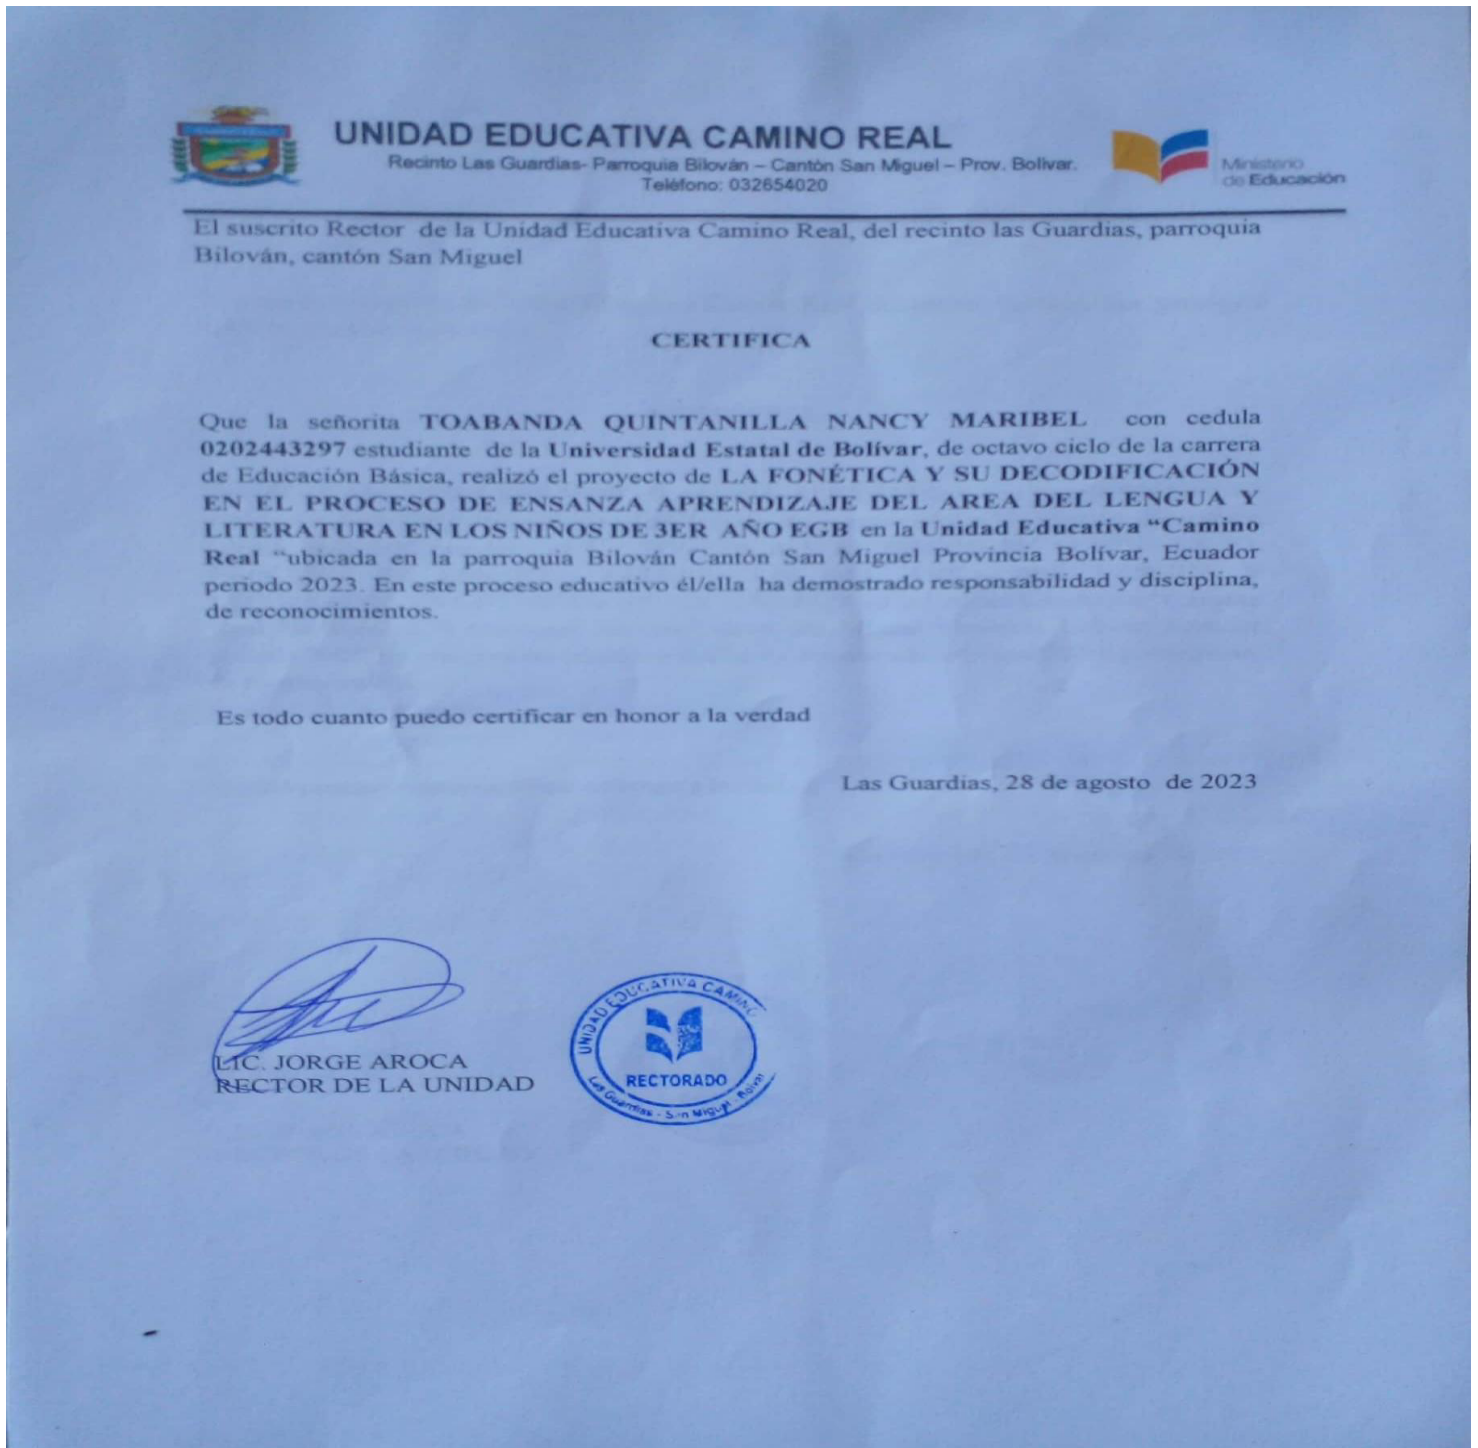 UNIDAD EDUCATIVA CAMINO REAL
Recinto Las Guardias- Parroquia Bilován – Cantón San Miguel – Prov. Bolívar.
Teléfono: 032654020
Ministerio
de Educación
El suscrito Rector de la Unidad Educativa Camino Real, del recinto las Guardias, parroquia
Bilován, cantón San Miguel
CERTIFICA
Que la señorita TOABANDA QUINTANILLA NANCY MARIBEL con cedula
0202443297 estudiante de la Universidad Estatal de Bolívar, de octavo ciclo de la carrera
de Educación Básica, realizó el proyecto de LA FONÉTICA Y SU DECODIFICACIÓN
EN EL PROCESO DE ENSANZA APRENDIZAJE DEL AREA DEL LENGUA Y
LITERATURA EN LOS NIÑOS DE 3ER AÑO EGB en la Unidad Educativa “Camino
Real “ubicada en la parroquia Bilován Cantón San Miguel Provincia Bolívar, Ecuador
periodo 2023. En este proceso educativo él/ella ha demostrado responsabilidad y disciplina,
de reconocimientos.
Es todo cuanto puedo certificar en honor a la verdad
Las Guardias, 28 de agosto de 2023
LIC. JORGE AROCA
RECTOR DE LA UNIDAD
UNIDAD EDUCATIVA CAMINO
RECTORADO
Las Guardias - San Miguel - Bolívar